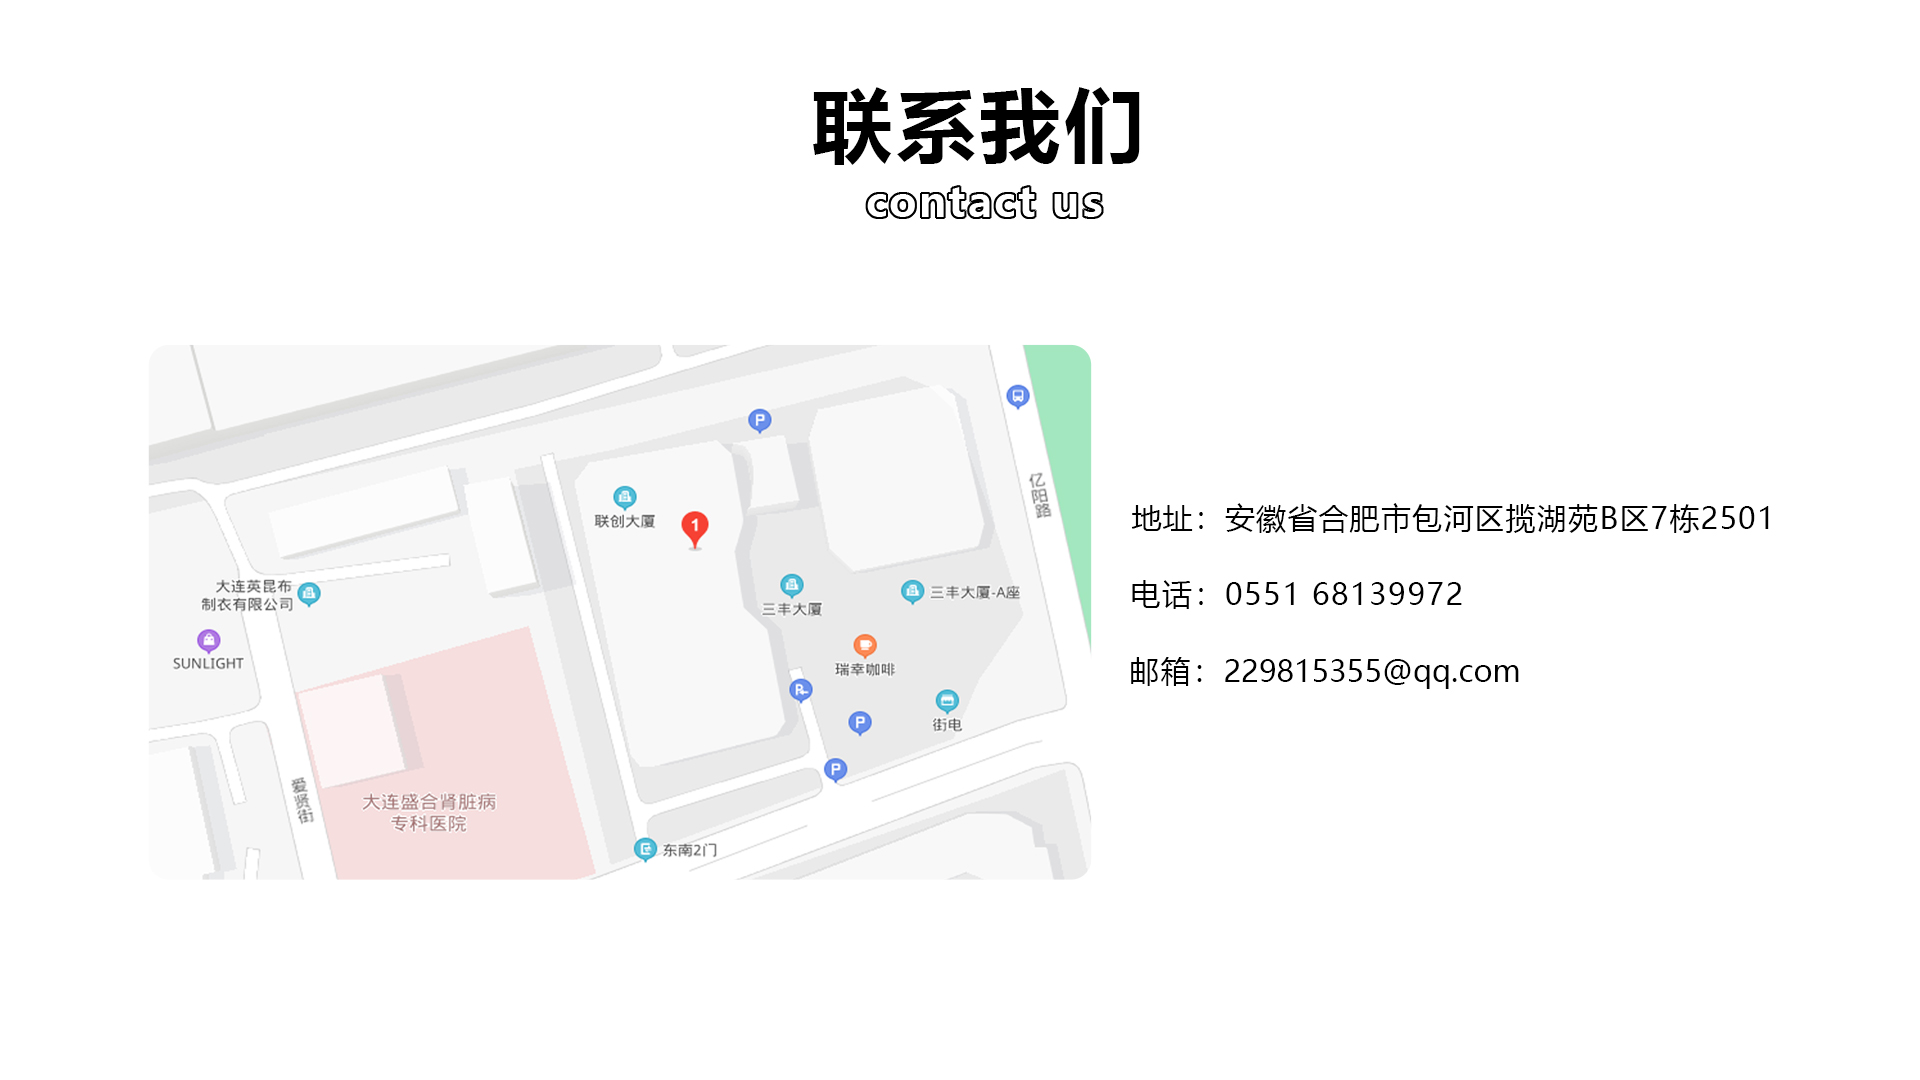 联系我们
contact us
亿阳路
联创大厦
1
大连英昆布
制衣有限公司
三丰大厦
三丰大厦-A座
SUNLIGHT
瑞幸咖啡
街电
爱贤街
大连盛合肾脏病
专科医院
东南2门
P
P
P
P
地址：安徽省合肥市包河区揽湖苑B区7栋2501
电话：0551 68139972
邮箱：229815355@qq.com